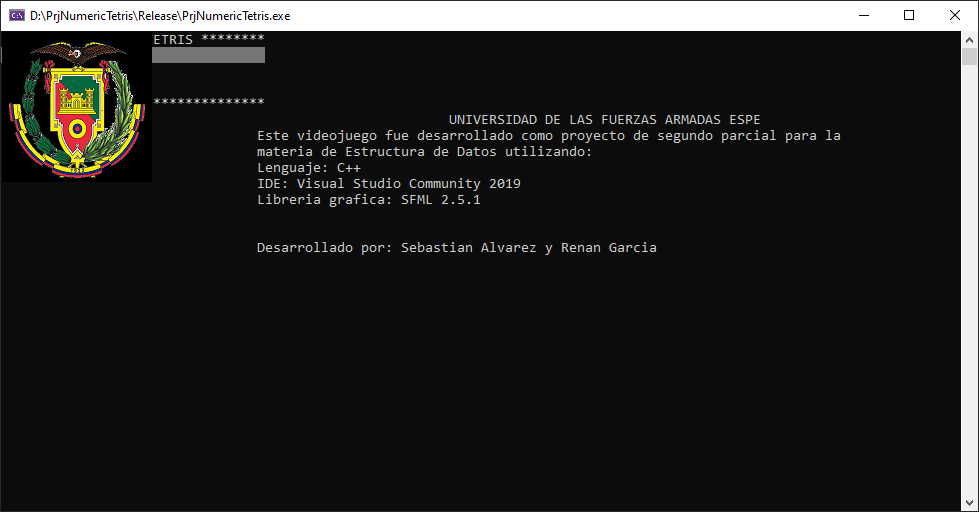 D:\PrjNumericTetris\Release\PrjNumericTetris.exe
ETRIS ********
**************
UNIVERSIDAD DE LAS FUERZAS ARMADAS ESPE
Este videojuego fue desarrollado como proyecto de segundo parcial para la
materia de Estructura de Datos utilizando:
Lenguaje: C++
IDE: Visual Studio Community 2019
Libreria grafica: SFML 2.5.1
Desarrollado por: Sebastian Alvarez y Renan Garcia
1922